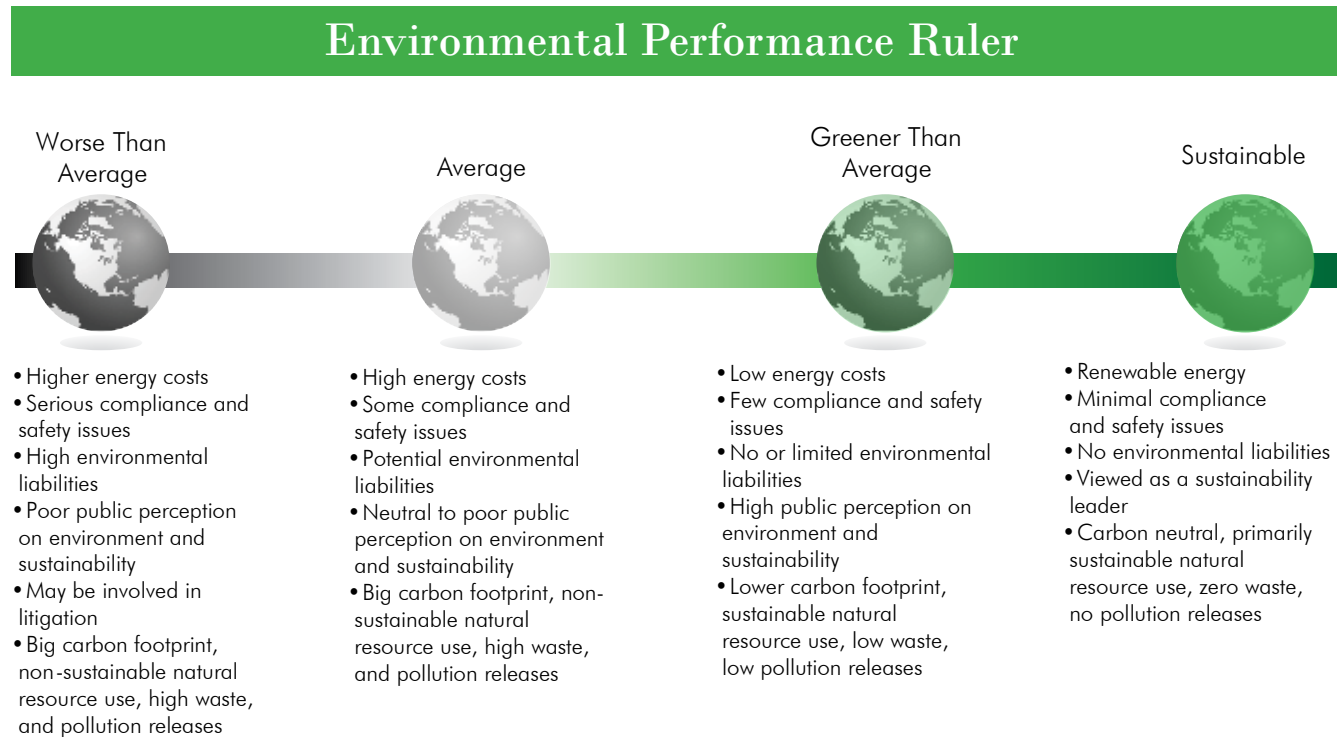 Environmental Performance Ruler
Worse Than
Average
•Higher energy costs
•Serious compliance and
safety issues
•High environmental
liabilities
•Poor public perception
on environment and
sustainability
•May be involved in
litigation
•Big carbon footprint,
non-sustainable natural
resource use, high waste,
and pollution releases
Average
•High energy costs
•Some compliance and
safety issues
•Potential environmental
liabilities
•Neutral to poor public
perception on environment
and sustainability
•Big carbon footprint, non-
sustainable natural
resource use, high waste,
and pollution releases
Greener Than
Average
•Low energy costs
•Few compliance and safety
issues
•No or limited environmental
liabilities
•High public perception on
environment and
sustainability
•Lower carbon footprint,
sustainable natural
resource use, low waste,
low pollution releases
Sustainable
•Renewable energy
•Minimal compliance
and safety issues
•No environmental liabilities
•Viewed as a sustainability
leader
•Carbon neutral, primarily
sustainable natural
resource use, zero waste,
no pollution releases